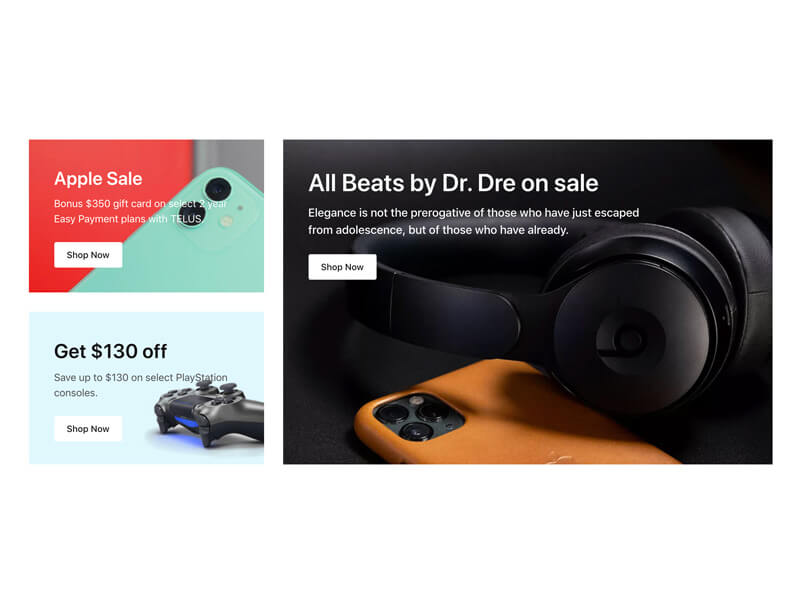 Apple Sale
Bonus $350 gift card on select 2 year
Easy Payment plans with TELUS.
Shop Now
Get $130 off
Save up to $130 on select PlayStation
consoles.
Shop Now
All Beats by Dr. Dre on sale
Elegance is not the prerogative of those who have just escaped
from adolescence, but of those who have already.
Shop Now